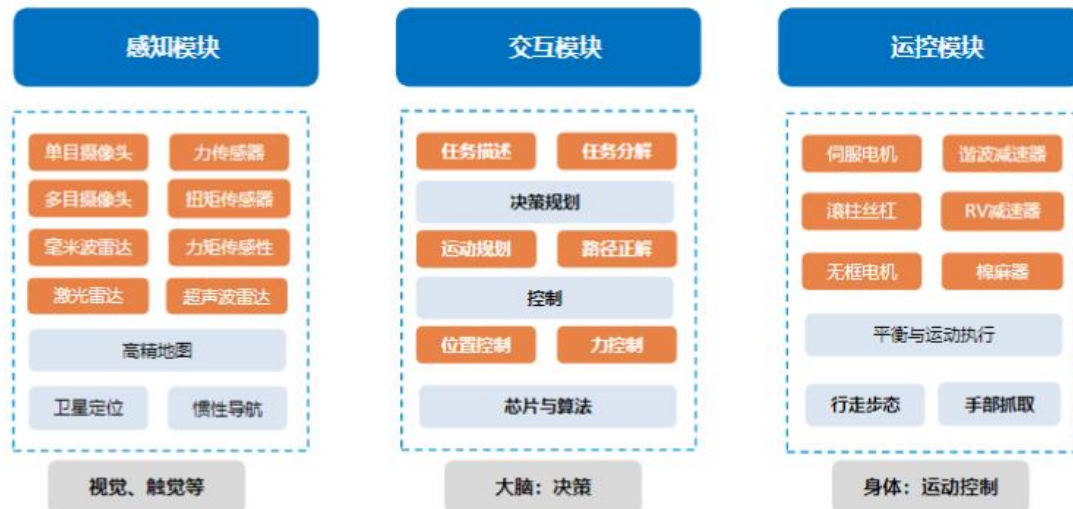 感知模块
单目摄像头 力传感器
多目摄像头 扭矩传感器
毫米波雷达 力矩传感性
激光雷达 超声波雷达
高精地图
卫星定位 惯性导航
视觉、触觉等
交互模块
任务描述 任务分解
决策规划
运动规划 路径正解
控制
位置控制 力控制
芯片与算法
大脑：决策
运控模块
伺服电机 谐波减速器
滚柱丝杠 RV减速器
无框电机 棉麻器
平衡与运动执行
行走步态 手部抓取
身体：运动控制